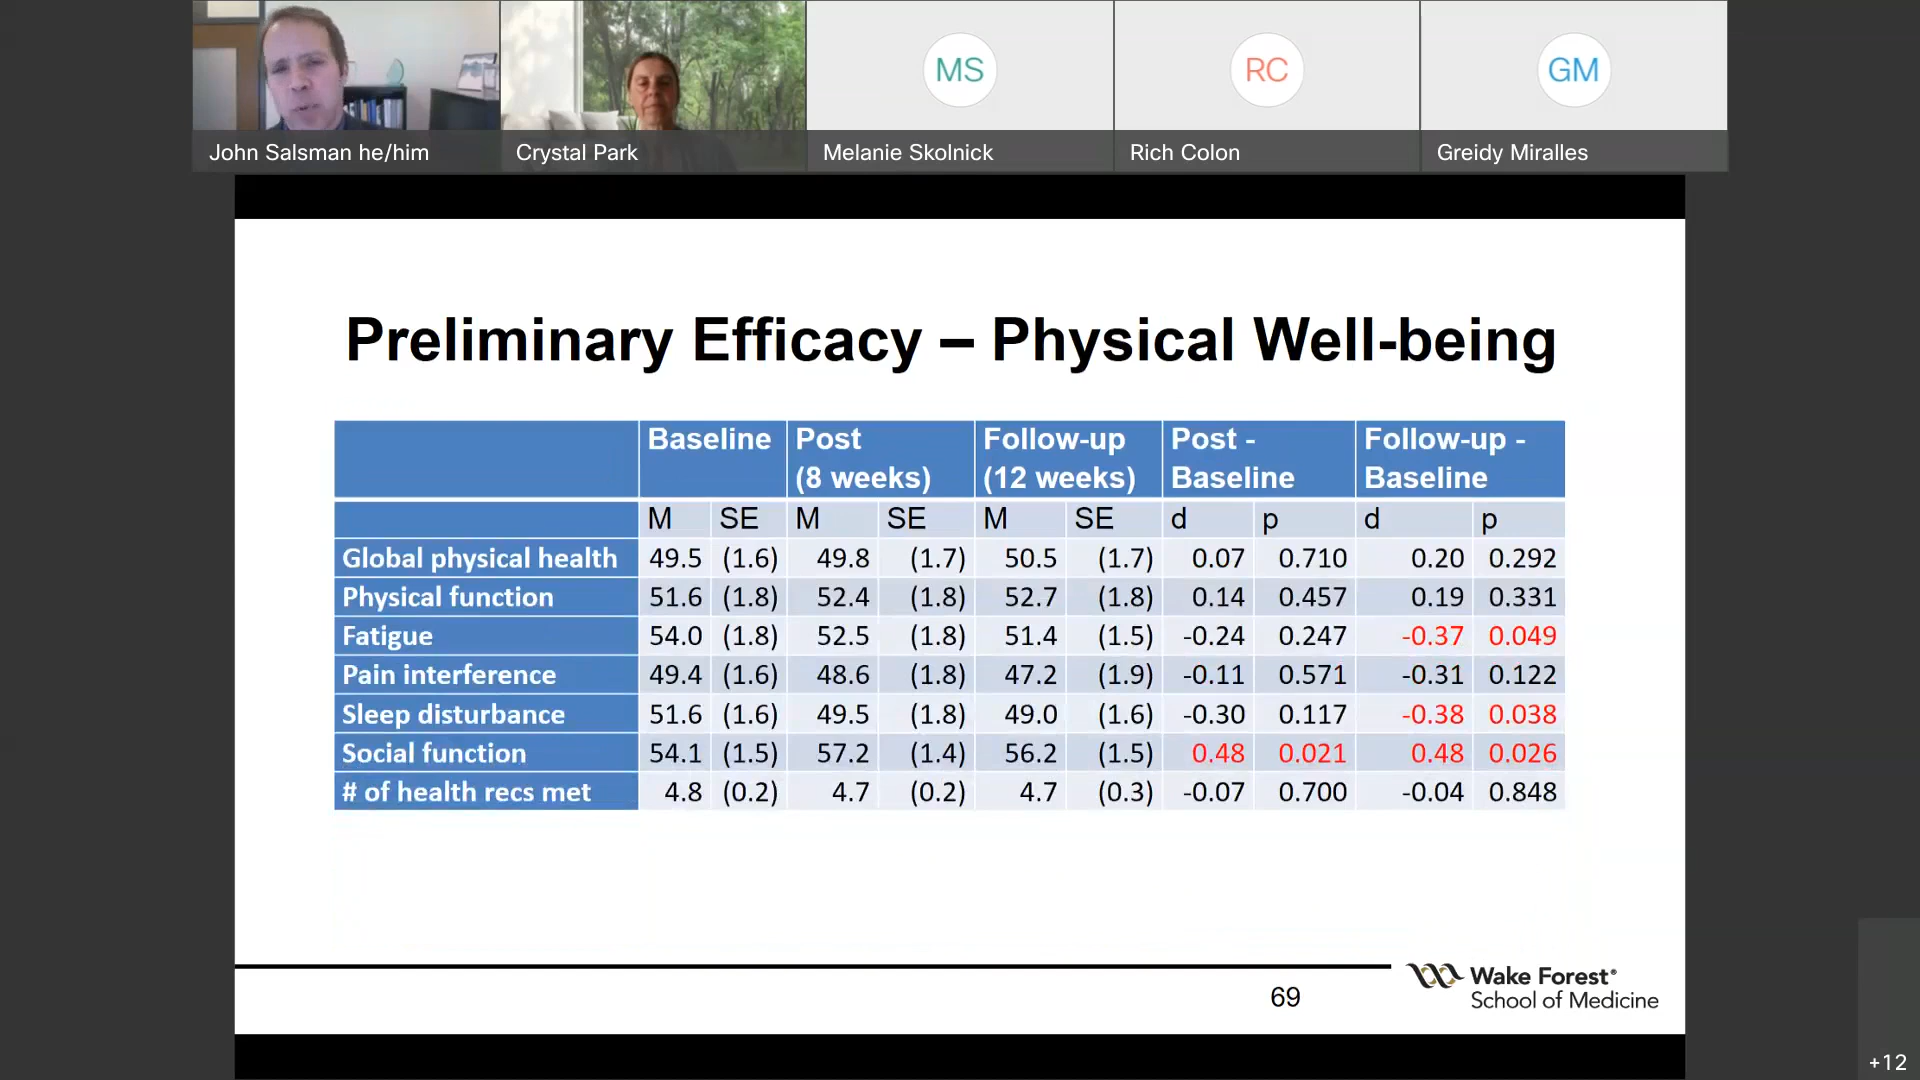 MS
RC
GM
John Salsman he/him
Crystal Park
Melanie Skolnick
Rich Colon
Greidy Miralles
Preliminary Efficacy – Physical Well-being
Baseline Post (8 weeks) Follow-up (12 weeks) Post - Baseline Follow-up - Baseline
M SE M SE M SE d p d p
Global physical health 49.5 (1.6) 49.8 (1.7) 50.5 (1.7) 0.07 0.710 0.20 0.292
Physical function 51.6 (1.8) 52.4 (1.8) 52.7 (1.8) 0.14 0.457 0.19 0.331
Fatigue 54.0 (1.8) 52.5 (1.8) 51.4 (1.5) -0.24 0.247 -0.37 0.049
Pain interference 49.4 (1.6) 48.6 (1.8) 47.2 (1.9) -0.11 0.571 -0.31 0.122
Sleep disturbance 51.6 (1.6) 49.5 (1.8) 49.0 (1.6) -0.30 0.117 -0.38 0.038
Social function 54.1 (1.5) 57.2 (1.4) 56.2 (1.5) 0.48 0.021 0.48 0.026
# of health recs met 4.8 (0.2) 4.7 (0.2) 4.7 (0.3) -0.07 0.700 -0.04 0.848
69
Wake Forest®
School of Medicine
+12